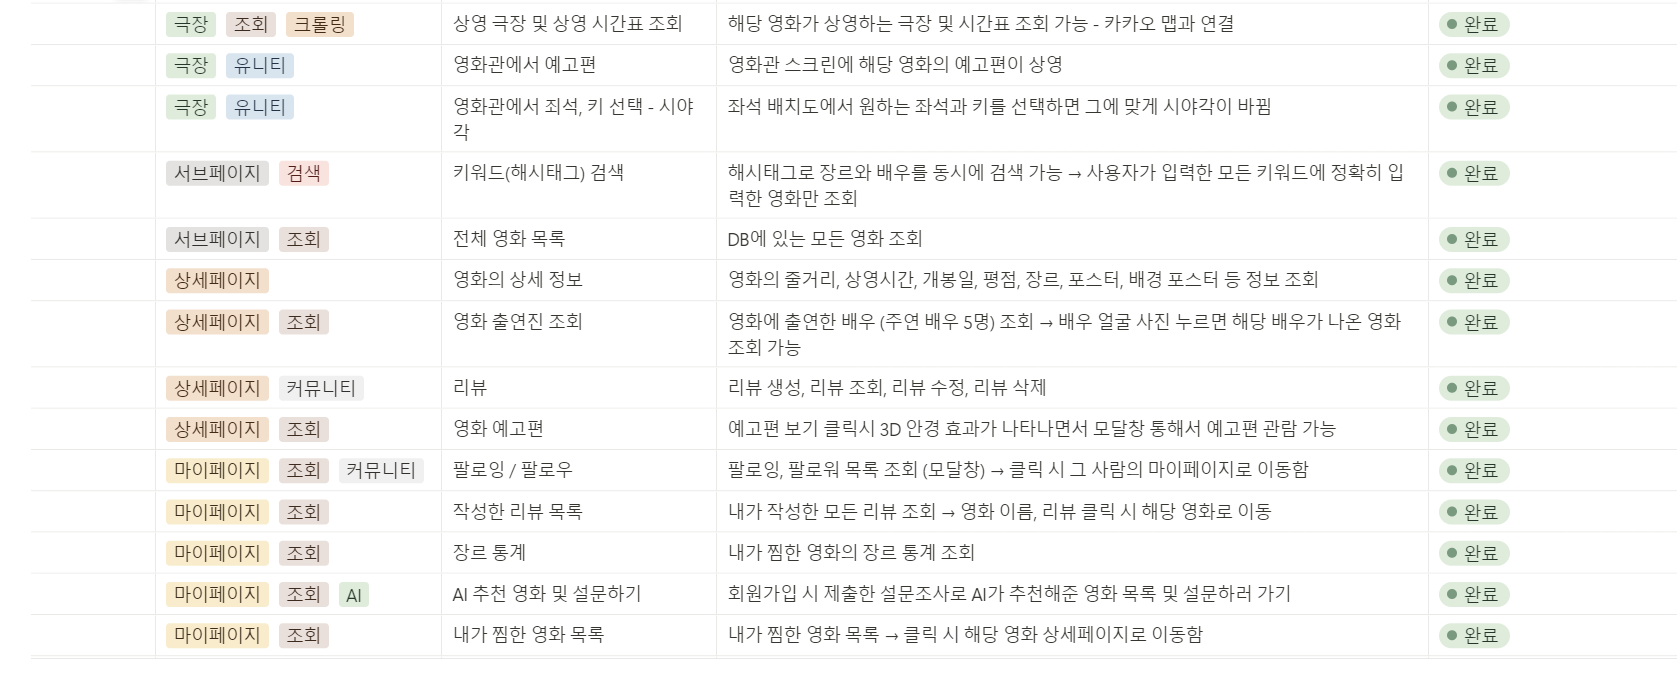 극장 조회 크롤링 상영 극장 및 상영 시간표 조회 해당 영화가 상영하는 극장 및 시간표 조회 가능 - 카카오 맵과 연결 완료
극장 유니티 영화관에서 예고편 영화관 스크린에 해당 영화의 예고편이 상영 완료
극장 유니티 영화관에서 죄석, 키 선택 - 시야 좌석 배치도에서 원하는 좌석과 키를 선택하면 그에 맞게 시야각이 바뀜 완료
각
서브페이지 검색 키워드(해시태그) 검색 해시태그로 장르와 배우를 동시에 검색 가능 → 사용자가 입력한 모든 키워드에 정확히 입 완료
력한 영화만 조회
서브페이지 조회 전체 영화 목록 DB에 있는 모든 영화 조회 완료
상세페이지 영화의 상세 정보 영화의 줄거리, 상영시간, 개봉일, 평점, 장르, 포스터, 배경 포스터 등 정보 조회 완료
상세페이지 조회 영화 출연진 조회 영화에 출연한 배우 (주연 배우 5명) 조회 → 배우 얼굴 사진 누르면 해당 배우가 나온 영화 완료
조회 가능
상세페이지 커뮤니티 리뷰 리뷰 생성, 리뷰 조회, 리뷰 수정, 리뷰 삭제 완료
상세페이지 조회 영화 예고편 예고편 보기 클릭시 3D 안경 효과가 나타나면서 모달창 통해서 예고편 관람 가능 완료
마이페이지 조회 커뮤니티 팔로잉 / 팔로우 팔로잉, 팔로워 목록 조회 (모달창) → 클릭 시 그 사람의 마이페이지로 이동함 완료
마이페이지 조회 작성한 리뷰 목록 내가 작성한 모든 리뷰 조회 → 영화 이름, 리뷰 클릭 시 해당 영화로 이동 완료
마이페이지 조회 장르 통계 내가 찜한 영화의 장르 통계 조회 완료
마이페이지 조회 AI AI 추천 영화 및 설문하기 회원가입 시 제출한 설문조사로 AI가 추천해준 영화 목록 및 설문하러 가기 완료
마이페이지 조회 내가 찜한 영화 목록 내가 찜한 영화 목록 → 클릭 시 해당 영화 상세페이지로 이동함 완료